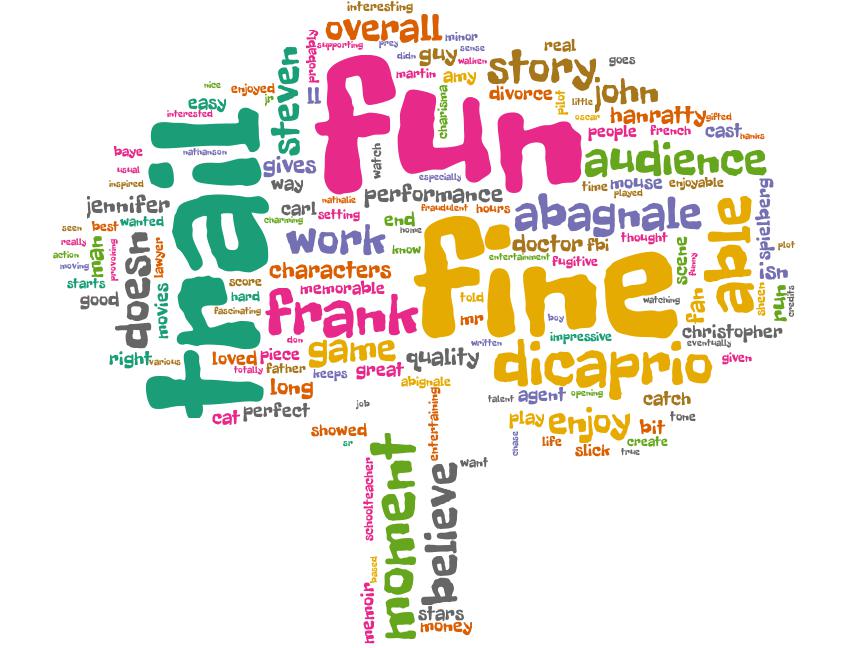 interesting
overall
minor
supporting
probably
prey
sense
didn
guy
walken
real
goes
steven
martin
amy
story
nice
enjoyed
jr
ll
fun
charisma
divorce
pilot
little
john
easy
interested
oscar
hanratty
gifted
people
french
cast
hanks
baye
nathanson
usual
gives
watch
especially
audience
inspired
way
performance
time
mouse
enjoyable
played
jennifer
carl
nathalie
setting
fraudulent
hours
charming
end
home
abagnale
able
spielberg
seen
best
wanted
really
man
provoking
action
moving
doesn
lawyer
work
know
fine
doctor
fbi
thought
scene
funny
plot
entertainment
fugitive
isn
starts
good
movies
score
characters
memorable
hard
fascinating
told
mr
boy
watching
fan
sheen
run
credits
frank
don
written
impressive
christopher
eventually
right
various
loved
piece
game
quality
dicaprio
given
totally
father
keeps
great
abignale
long
talent
agent
opening
catch
cat
perfect
job
entertaining
play
enjoy
bit
tone
showed
sr
chase
life
slick
create
true
schoolteacher
moment
believe
want
memoir
based
stars
money